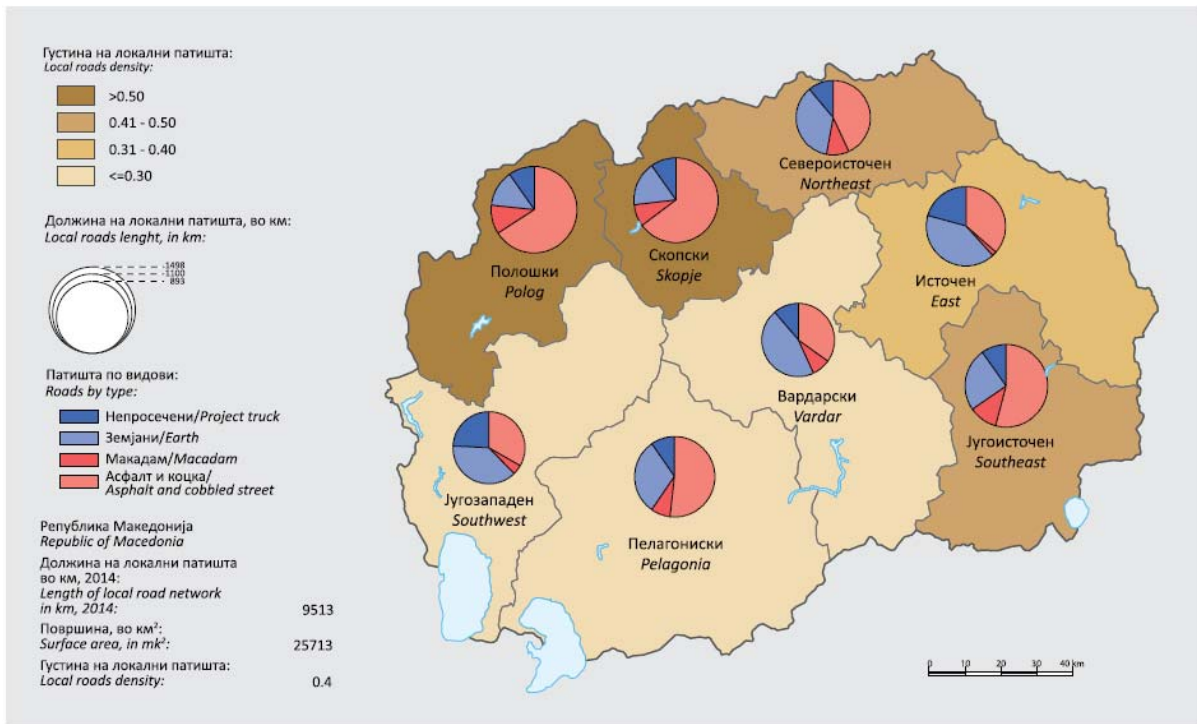 Густина на локални патишта:
Local roads density:
>0.50
0.41 - 0.50
0.31 - 0.40
<=0.30
Должина на локални патишта, во км:
Local roads lenght, in km:
1498
1100
893
Патишта по видови:
Roads by type:
Непросечени/Project truck
Земјани/Earth
Макадам/Macadam
Асфалт и коцка/
Asphalt and cobbled street
Република Македонија
Republic of Macedonia
Должина на локални патишта
во км, 2014:
Length of local road network
in km, 2014: 9513
Површина, во км²:
Surface area, in mk²: 25713
Густина на локални патишта:
Local roads density: 0.4
Североисточен
Northeast
Полошки
Polog
Скопски
Skopje
Источен
East
Вардарски
Vardar
Југоисточен
Southeast
Југозападен
Southwest
Пелагониски
Pelagonia
0 10 20 30 40 km